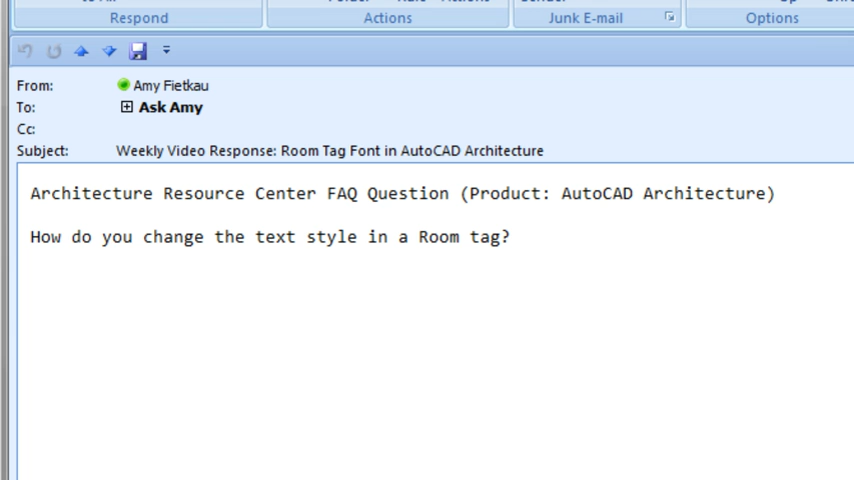 Respond Actions Junk E-mail Options
From: Amy Fietkau
To: Ask Amy
Cc:
Subject: Weekly Video Response: Room Tag Font in AutoCAD Architecture
Architecture Resource Center FAQ Question (Product: AutoCAD Architecture)
How do you change the text style in a Room tag?